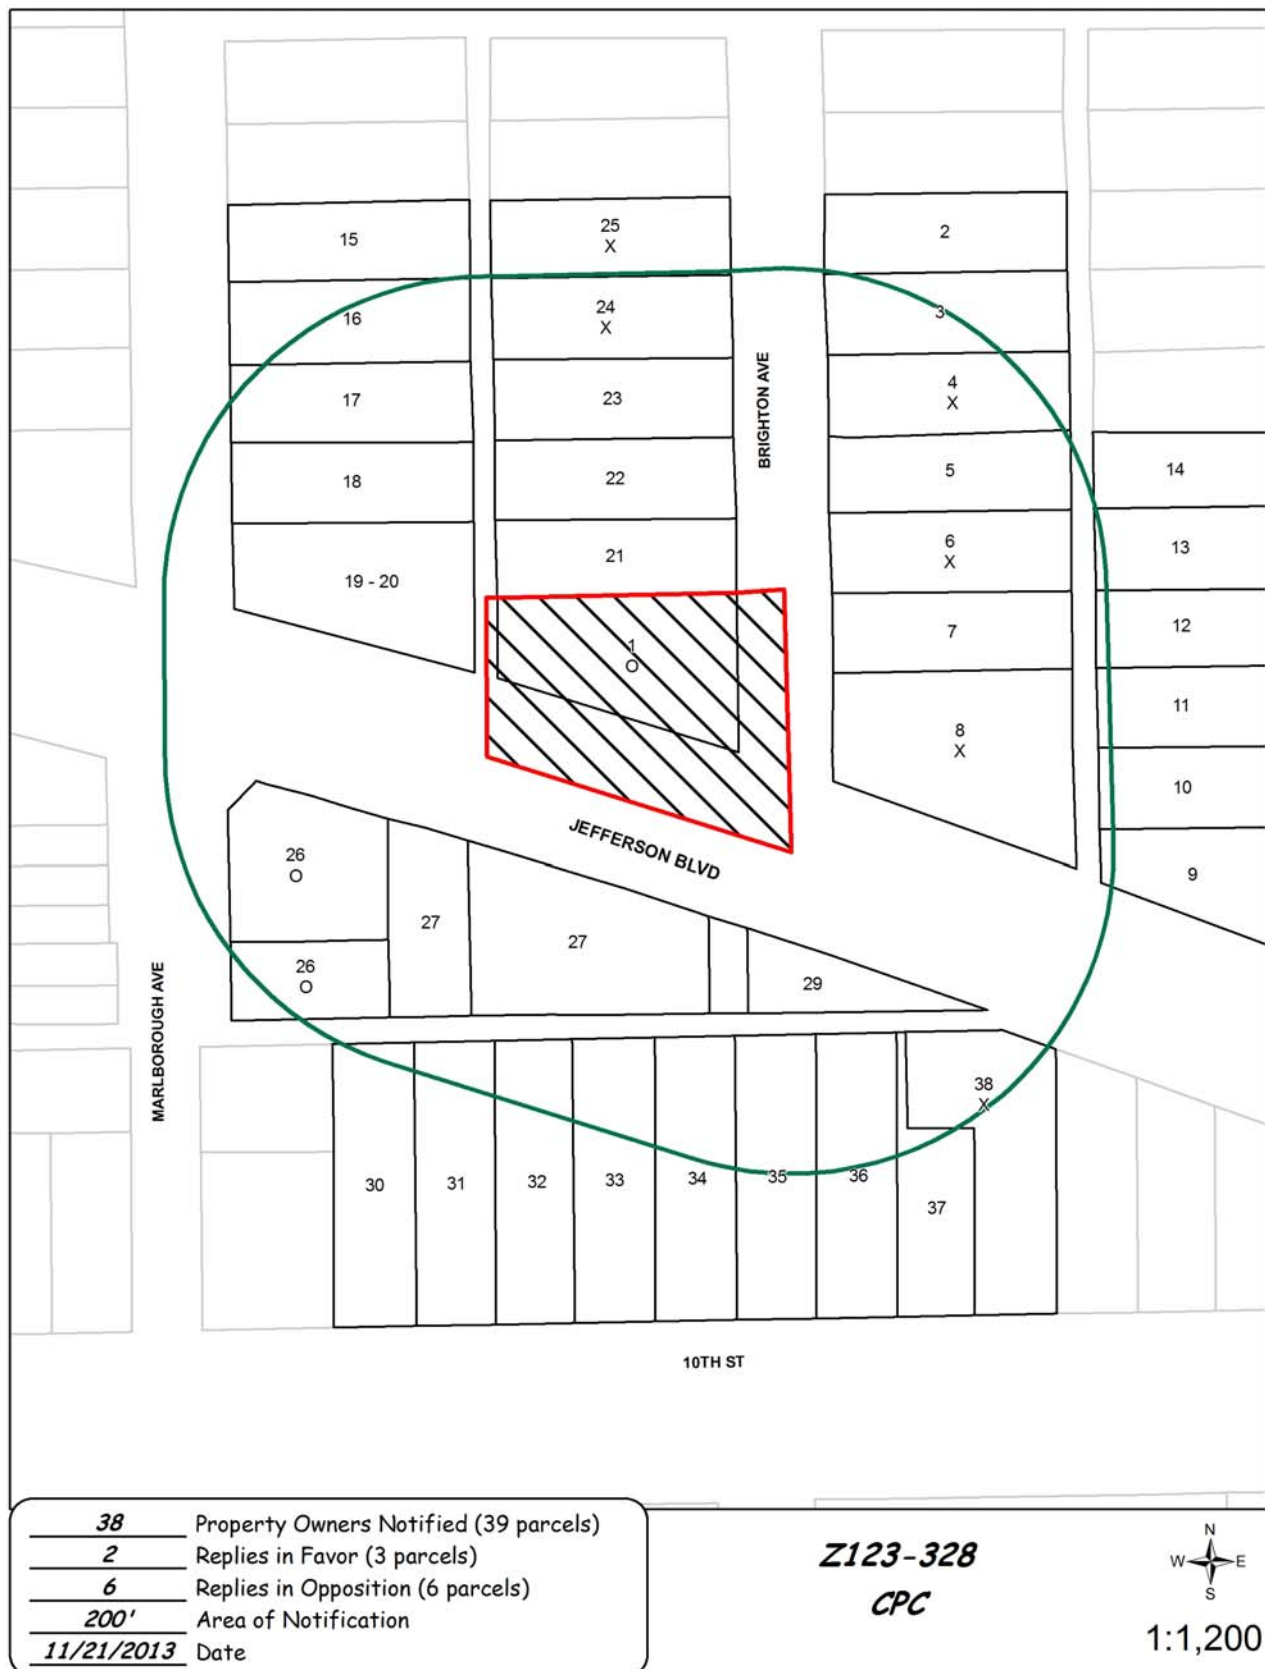 25
X
2
15
24
X
3
16
4
X
17
23
BRIGHTON AVE
5
14
18
22
6
X
13
19 - 20
21
7
12
1
O
8
X
11
10
JEFFERSON BLVD
26
O
9
27
27
26
O
29
MARLBOROUGH AVE
38
X
30
31
32
33
34
35
36
37
10TH ST
38 Property Owners Notified (39 parcels)
2 Replies in Favor (3 parcels)
6 Replies in Opposition (6 parcels)
200' Area of Notification
11/21/2013 Date
Z123-328
CPC
N
W E
S
1:1,200